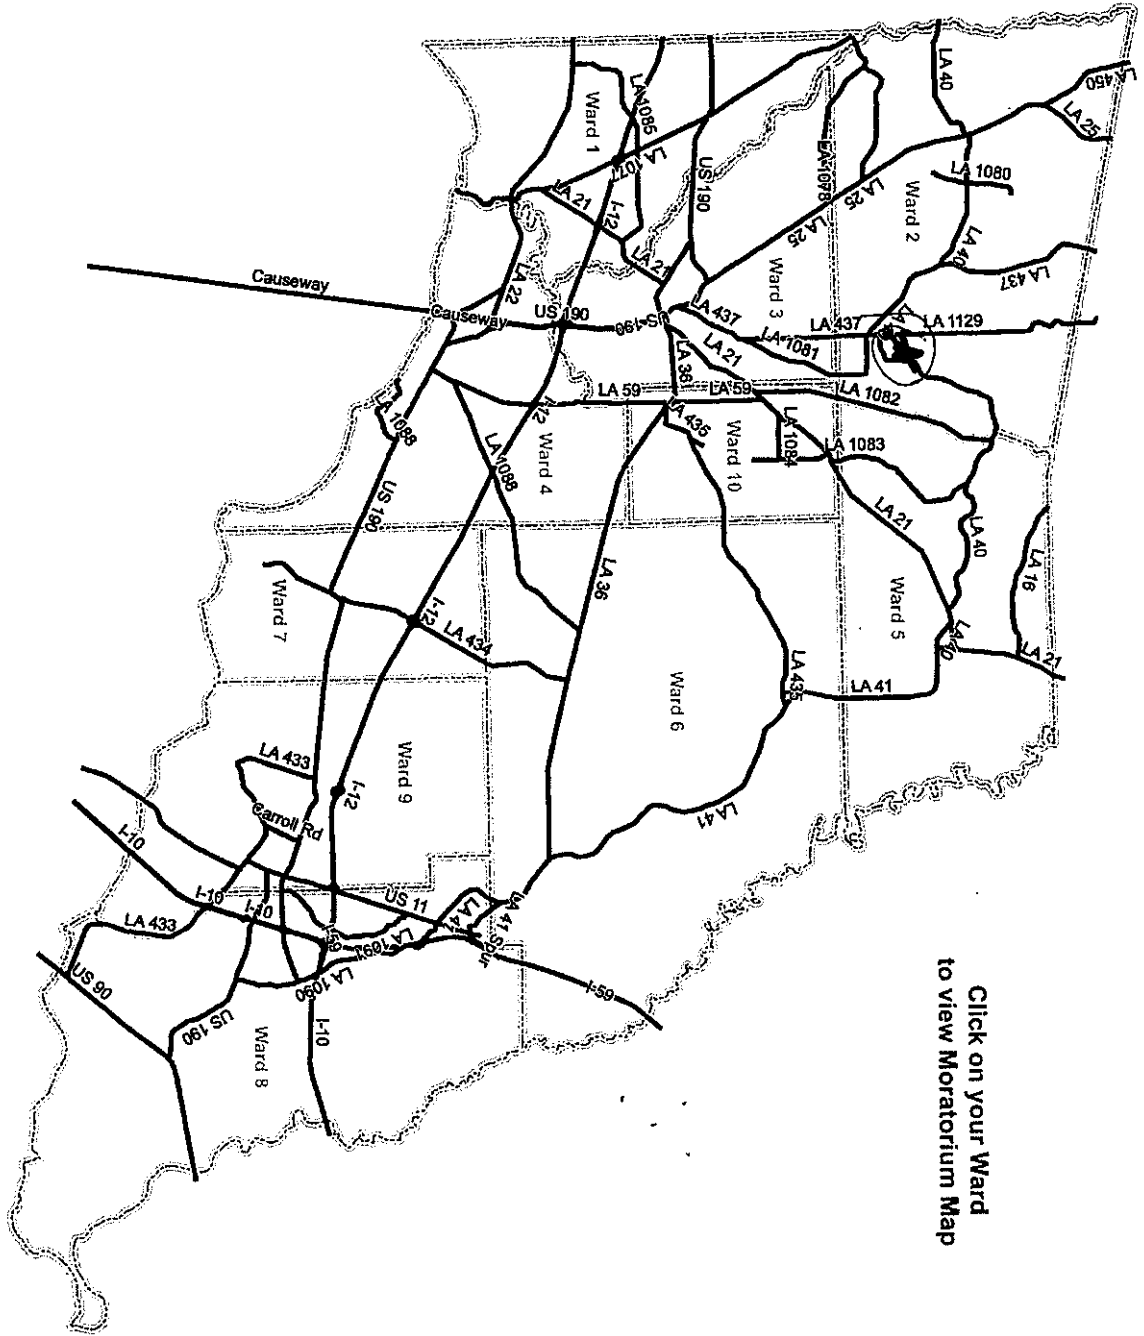 LA 450
LA 40
LA 25
LA 1085
Ward 1
LA 1077
LA 1078
LA 1080
US 190
LA 25
Ward 2
LA 21
I-12
LA 25
LA 40
LA 437
LA 21
Ward 3
Causeway
LA 22
Causeway
US 190
US 190
LA 437
LA 437
LA 1129
LA 1081
LA 21
LA 36
LA 59
LA 59
LA 1082
I-12
LA 1088
LA 435
LA 1084
LA 1083
Ward 4
Ward 10
LA 1088
US 190
LA 21
LA 40
LA 36
LA 16
Ward 7
I-12
LA 434
Ward 5
LA 40
LA 21
Ward 6
LA 435
LA 41
LA 433
Ward 9
I-12
Carroll Rd
LA 41
I-10
I-10
I-10
US 11
LA 41
LA 41 Spur
LA 433
I-59
LA 1091
LA 1090
US 90
US 190
I-10
I-59
Ward 8
Click on your Ward
to view Moratorium Map